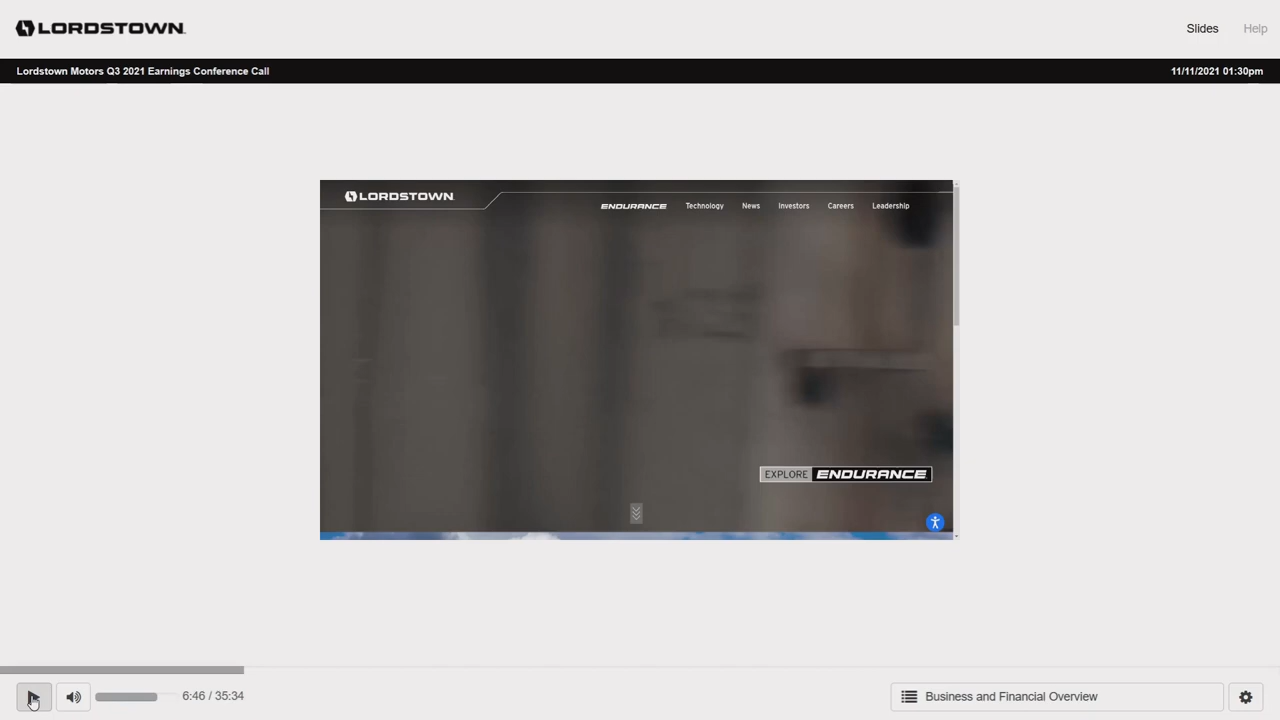 LORDSTOWN
Slides Help
Lordstown Motors Q3 2021 Earnings Conference Call 11/11/2021 01:30pm
LORDSTOWN
ENDURANCE Technology News Investors Careers Leadership
EXPLORE ENDURANCE
6:46 / 35:34 Business and Financial Overview